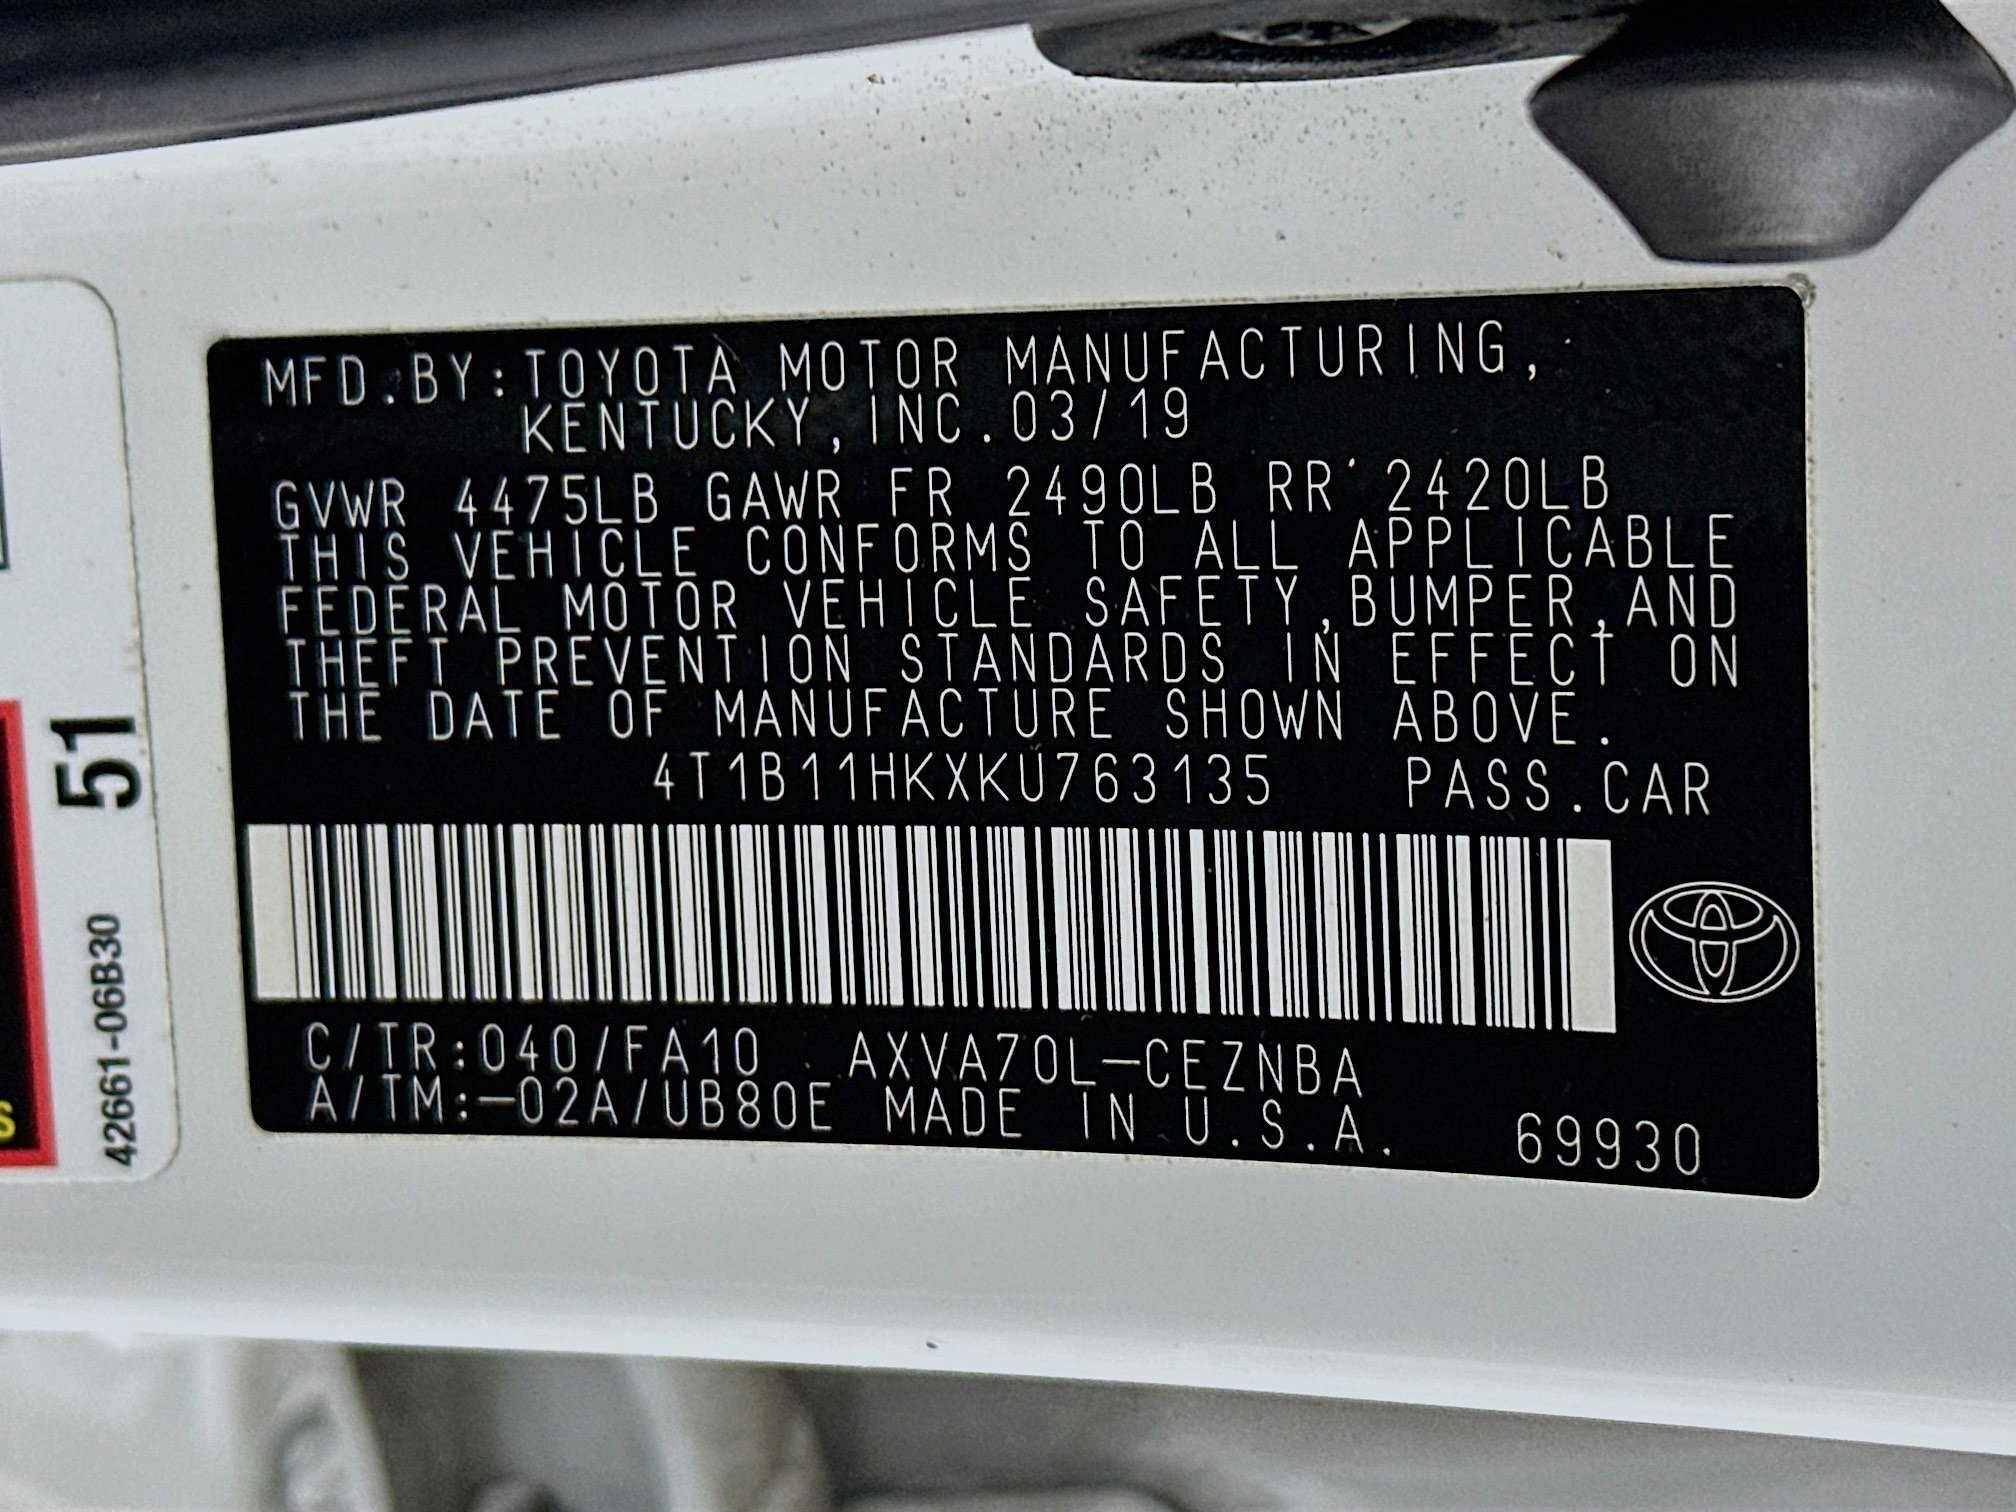 MFD.BY:TOYOTA MOTOR MANUFACTURING,
KENTUCKY,INC.03/19
GVWR 4475LB GAWR FR 2490LB RR 2420LB
THIS VEHICLE CONFORMS TO ALL APPLICABLE
FEDERAL MOTOR VEHICLE SAFETY,BUMPER,AND
THEFT PREVENTION STANDARDS IN EFFECT ON
THE DATE OF MANUFACTURE SHOWN ABOVE.
4T1B11HKXKU763135 PASS.CAR
C/TR:040/FA10 AXVA70L-CEZNBA
A/TM:-02A/UB80E MADE IN U.S.A. 69930
51
42661-06B30